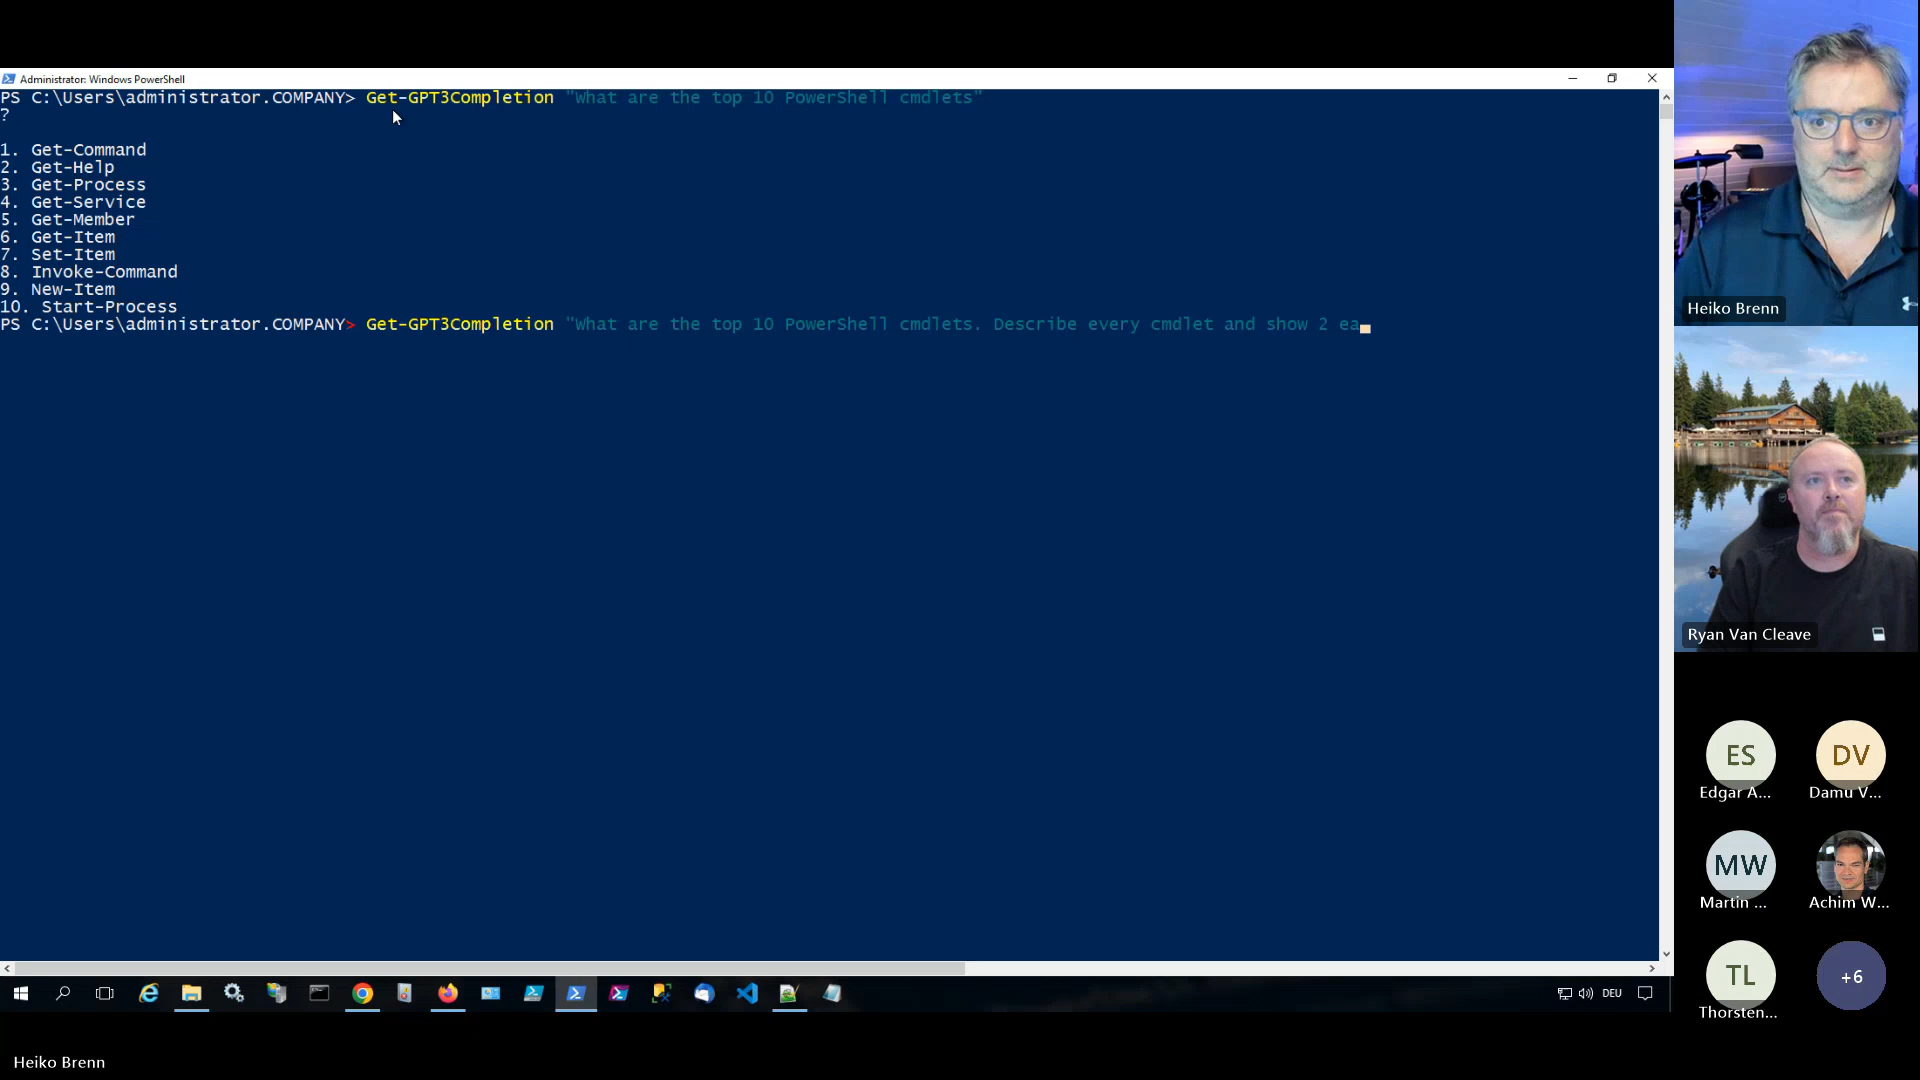 Administrator: Windows PowerShell
PS C:\Users\administrator.COMPANY> Get-GPT3Completion "What are the top 10 PowerShell cmdlets"
?
1. Get-Command
2. Get-Help
3. Get-Process
4. Get-Service
5. Get-Member
6. Get-Item
7. Set-Item
8. Invoke-Command
9. New-Item
10. Start-Process
PS C:\Users\administrator.COMPANY> Get-GPT3Completion "What are the top 10 PowerShell cmdlets. Describe every cmdlet and show 2 ea
DEU
Heiko Brenn
Heiko Brenn
Ryan Van Cleave
ES
Edgar A...
DV
Damu V...
MW
Martin ...
Achim W...
TL
Thorsten...
+6